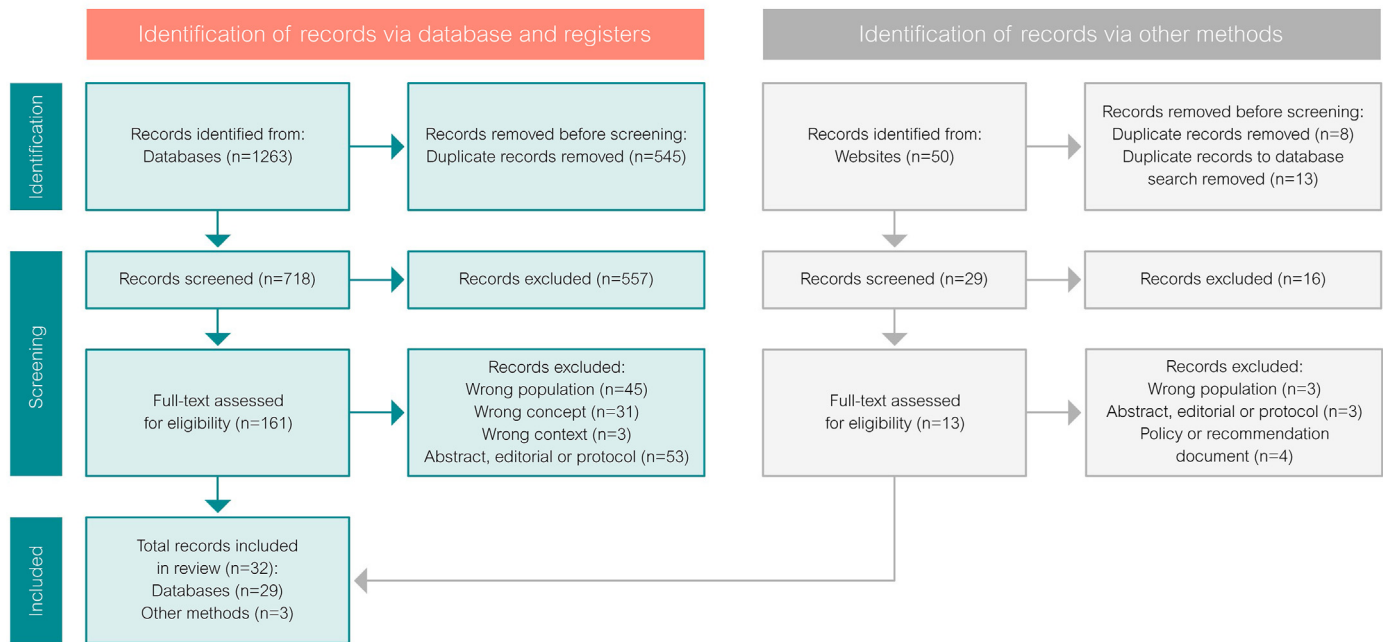 Identification of records via database and registers
Identification of records via other methods
Identification
Records identified from:
Databases (n=1263)
Records removed before screening:
Duplicate records removed (n=545)
Records identified from:
Websites (n=50)
Records removed before screening:
Duplicate records removed (n=8)
Duplicate records to database
search removed (n=13)
Screening
Records screened (n=718)
Records excluded (n=557)
Records screened (n=29)
Records excluded (n=16)
Full-text assessed
for eligibility (n=161)
Records excluded:
Wrong population (n=45)
Wrong concept (n=31)
Wrong context (n=3)
Abstract, editorial or protocol (n=53)
Full-text assessed
for eligibility (n=13)
Records excluded:
Wrong population (n=3)
Abstract, editorial or protocol (n=3)
Policy or recommendation
document (n=4)
Included
Total records included
in review (n=32):
Databases (n=29)
Other methods (n=3)